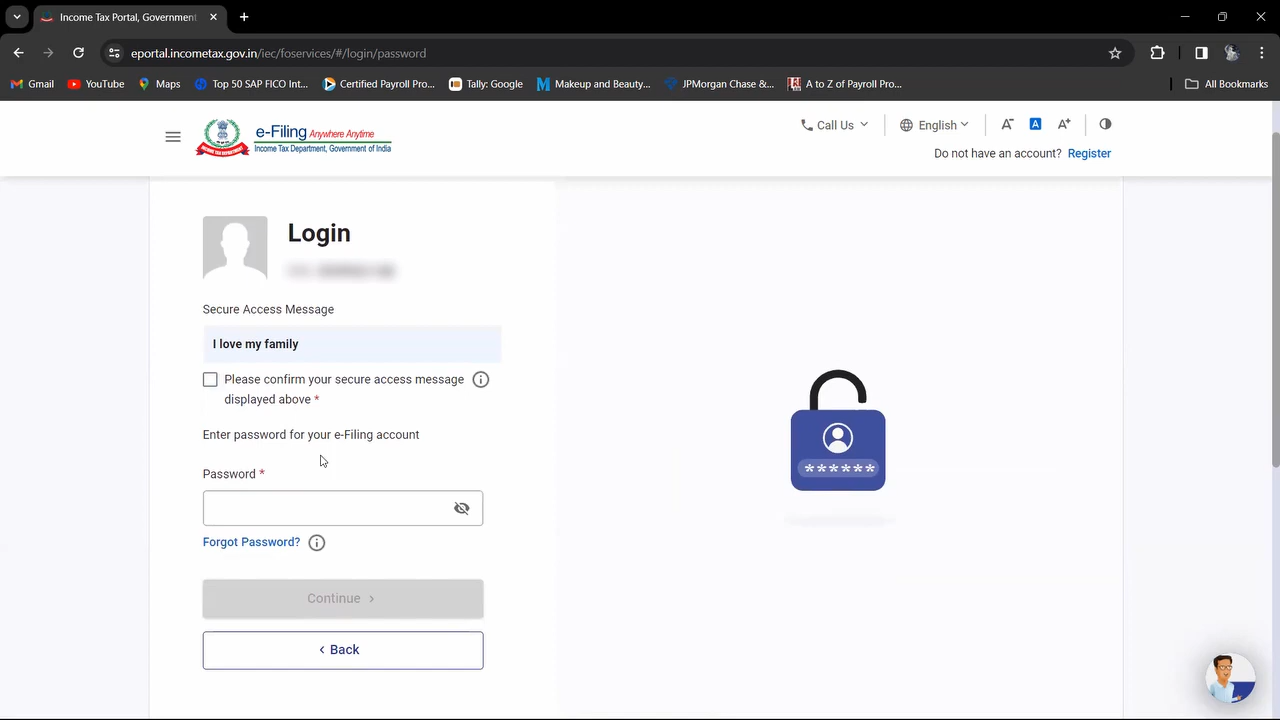 Income Tax Portal, Government
eportal.incometax.gov.in/iec/foservices/#/login/password
Gmail
YouTube
Maps
Top 50 SAP FICO Int...
Certified Payroll Pro...
Tally: Google
Makeup and Beauty...
JPMorgan Chase &...
A to Z of Payroll Pro...
All Bookmarks
e-Filing Anywhere Anytime
Income Tax Department, Government of India
Call Us
English
A-
A
A+
Do not have an account? Register
Login
Secure Access Message
I love my family
Please confirm your secure access message
displayed above *
Enter password for your e-Filing account
Password *
Forgot Password?
Continue >
< Back
******